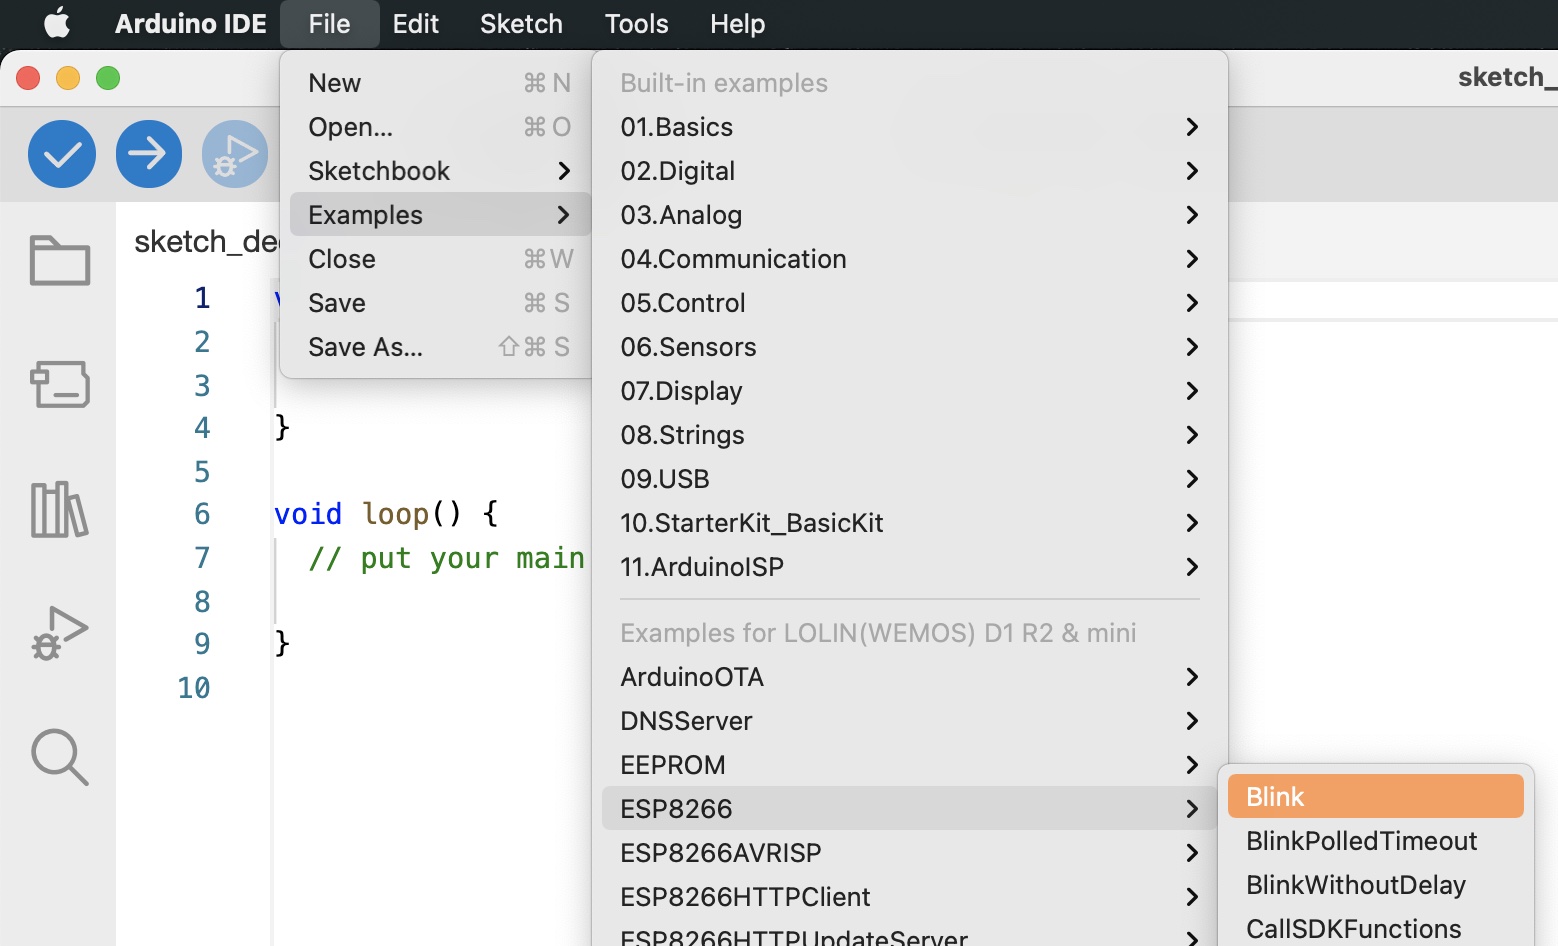 Arduino IDE File Edit Sketch Tools Help
sketch_
New ⌘ N
Open... ⌘ O
Sketchbook
Examples
Close ⌘ W
Save ⌘ S
Save As... ⇧ ⌘ S
Built-in examples
01.Basics
02.Digital
03.Analog
04.Communication
05.Control
06.Sensors
07.Display
08.Strings
09.USB
10.StarterKit_BasicKit
11.ArduinoISP
Examples for LOLIN(WEMOS) D1 R2 & mini
ArduinoOTA
DNSServer
EEPROM
ESP8266
ESP8266AVRISP
ESP8266HTTPClient
ESP8266HTTPUpdateServer
Blink
BlinkPolledTimeout
BlinkWithoutDelay
CallSDKFunctions
sketch_de
1
2
3
4 }
5
6 void loop() {
7 // put your main
8
9 }
10